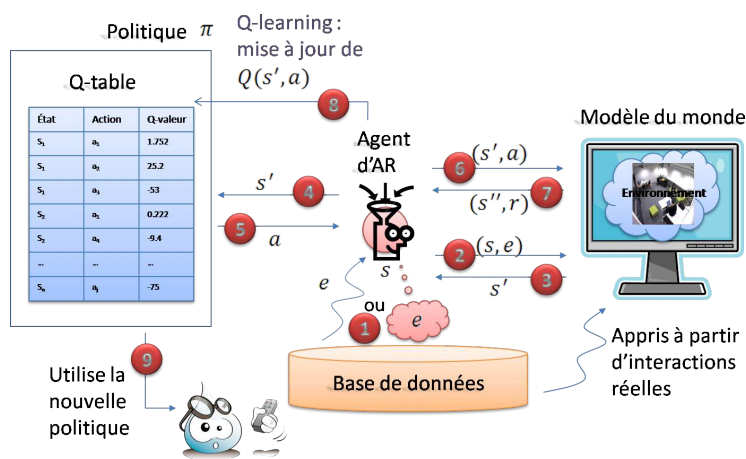 Politique π
Q-learning :
mise à jour de
Q(s′,a)
8
Q-table
État Action Q-valeur
S₁ a₁ 1.752
S₁ a₂ 25.2
S₁ a₃ -53
S₂ a₁ 0.222
S₂ a₄ -9.4
... ... ...
Sₙ aⱼ -75
Agent
d'AR
s′ 4
5 a
6 (s′,a)
7
(s″,r)
2 (s,e)
3
s′
Modèle du monde
Environnement
s
e
ou
1 e
Base de données
Appris à partir
d'interactions
réelles
9
Utilise la
nouvelle
politique